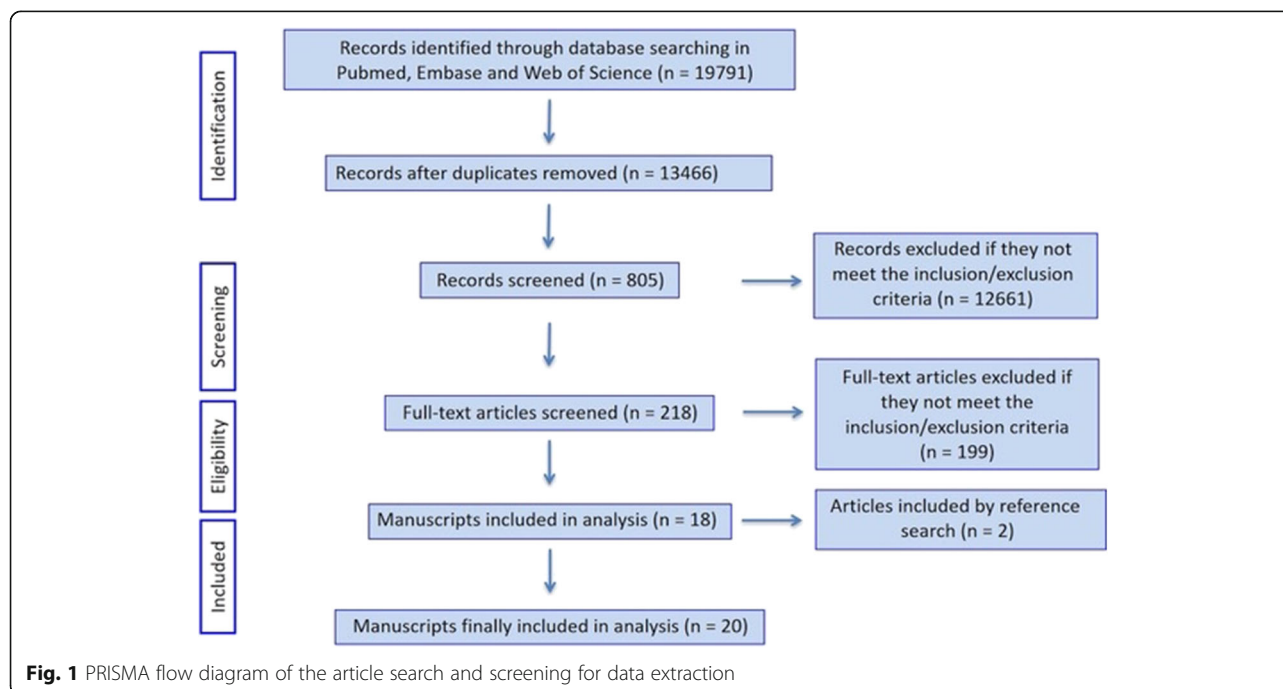 Identification
Records identified through database searching in
Pubmed, Embase and Web of Science (n = 19791)
Records after duplicates removed (n = 13466)
Screening
Records screened (n = 805)
Records excluded if they not
meet the inclusion/exclusion
criteria (n = 12661)
Eligibility
Full-text articles screened (n = 218)
Full-text articles excluded if
they not meet the
inclusion/exclusion criteria
(n = 199)
Included
Manuscripts included in analysis (n = 18)
Articles included by reference
search (n = 2)
Manuscripts finally included in analysis (n = 20)
Fig. 1 PRISMA flow diagram of the article search and screening for data extraction